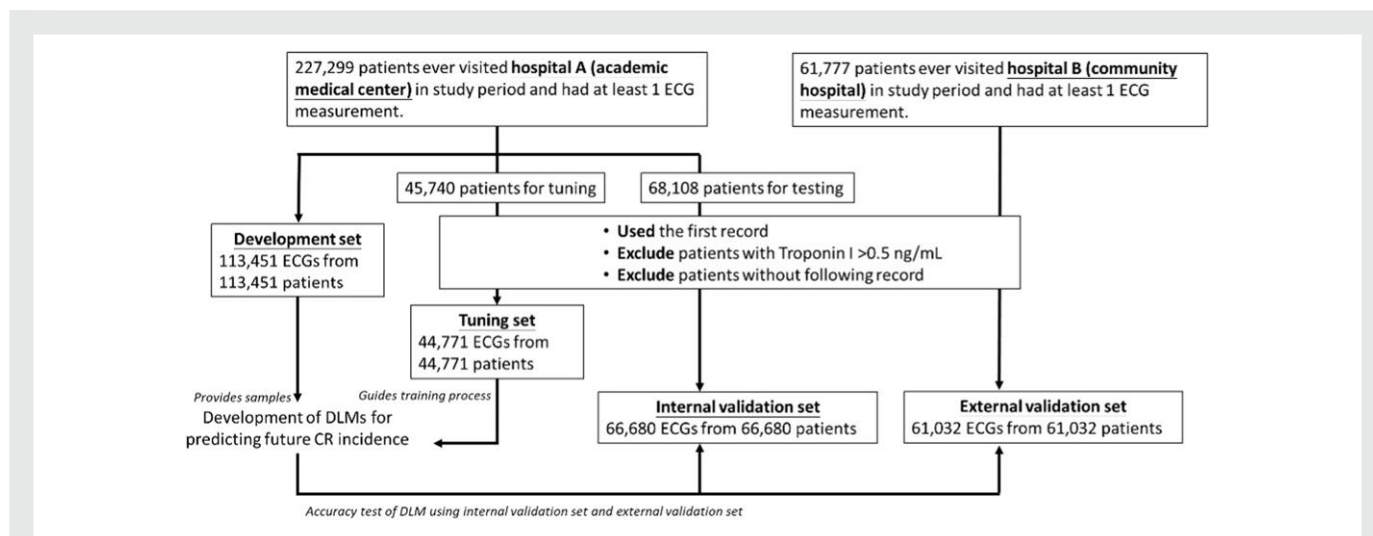 227,299 patients ever visited hospital A (academic
medical center) in study period and had at least 1 ECG
measurement.
61,777 patients ever visited hospital B (community
hospital) in study period and had at least 1 ECG
measurement.
45,740 patients for tuning
68,108 patients for testing
Development set
113,451 ECGs from
113,451 patients
• Used the first record
• Exclude patients with Troponin I >0.5 ng/mL
• Exclude patients without following record
Tuning set
44,771 ECGs from
44,771 patients
Provides samples
Guides training process
Development of DLMs for
predicting future CR incidence
Internal validation set
66,680 ECGs from 66,680 patients
External validation set
61,032 ECGs from 61,032 patients
Accuracy test of DLM using internal validation set and external validation set